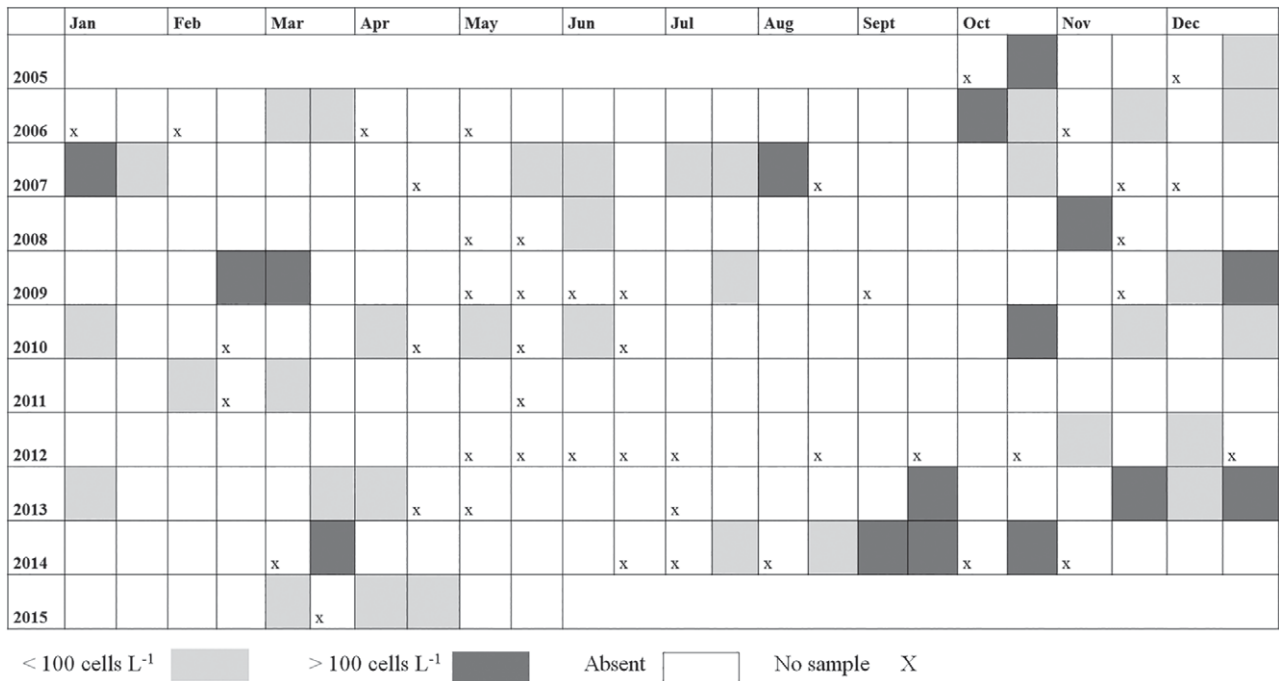 Jan Feb Mar Apr May Jun Jul Aug Sept Oct Nov Dec
2005 x x
2006 x x x x x
2007 x x x x
2008 x x x
2009 x x x x x x
2010 x x x x
2011 x x
2012 x x x x x x x x x
2013 x x x
2014 x x x x x x
2015 x
< 100 cells L⁻¹ > 100 cells L⁻¹ Absent No sample X